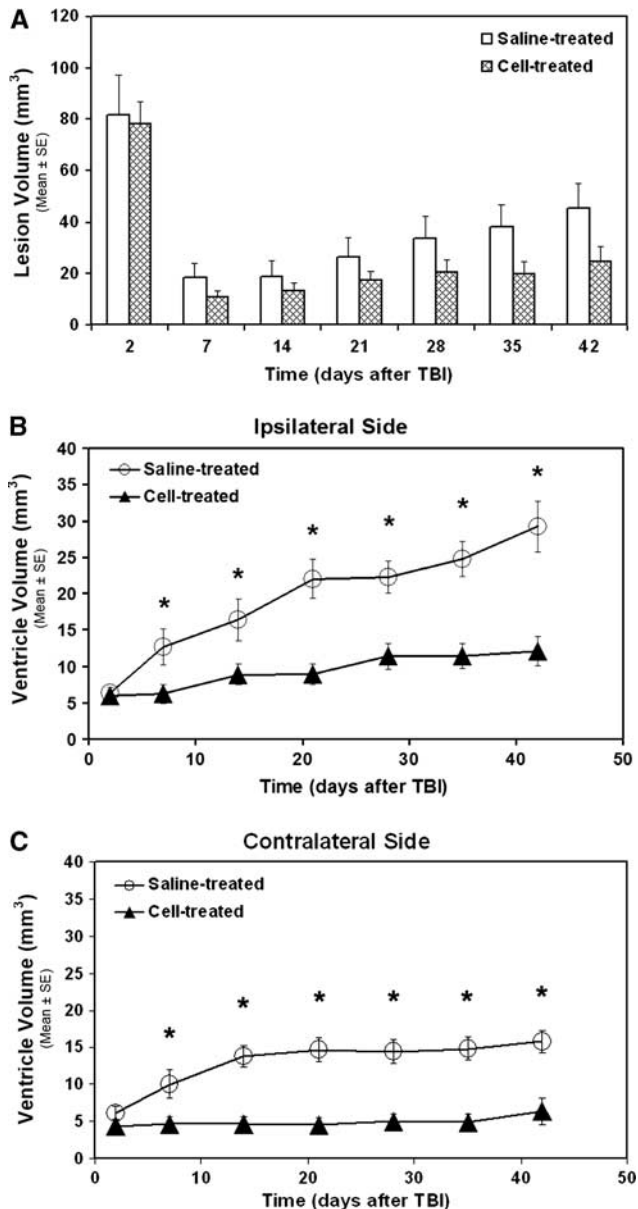 A
Saline-treated
Cell-treated
Lesion Volume (mm³)
(Mean ± SE)
120
100
80
60
40
20
0
2 7 14 21 28 35 42
Time (days after TBI)
B
Ipsilateral Side
Saline-treated
Cell-treated
Ventricle Volume (mm³)
(Mean ± SE)
40
35
30
25
20
15
10
5
0
* * * * * *
0 10 20 30 40 50
Time (days after TBI)
C
Contralateral Side
Saline-treated
Cell-treated
Ventricle Volume (mm³)
(Mean ± SE)
40
35
30
25
20
15
10
5
0
* * * * * *
0 10 20 30 40 50
Time (days after TBI)